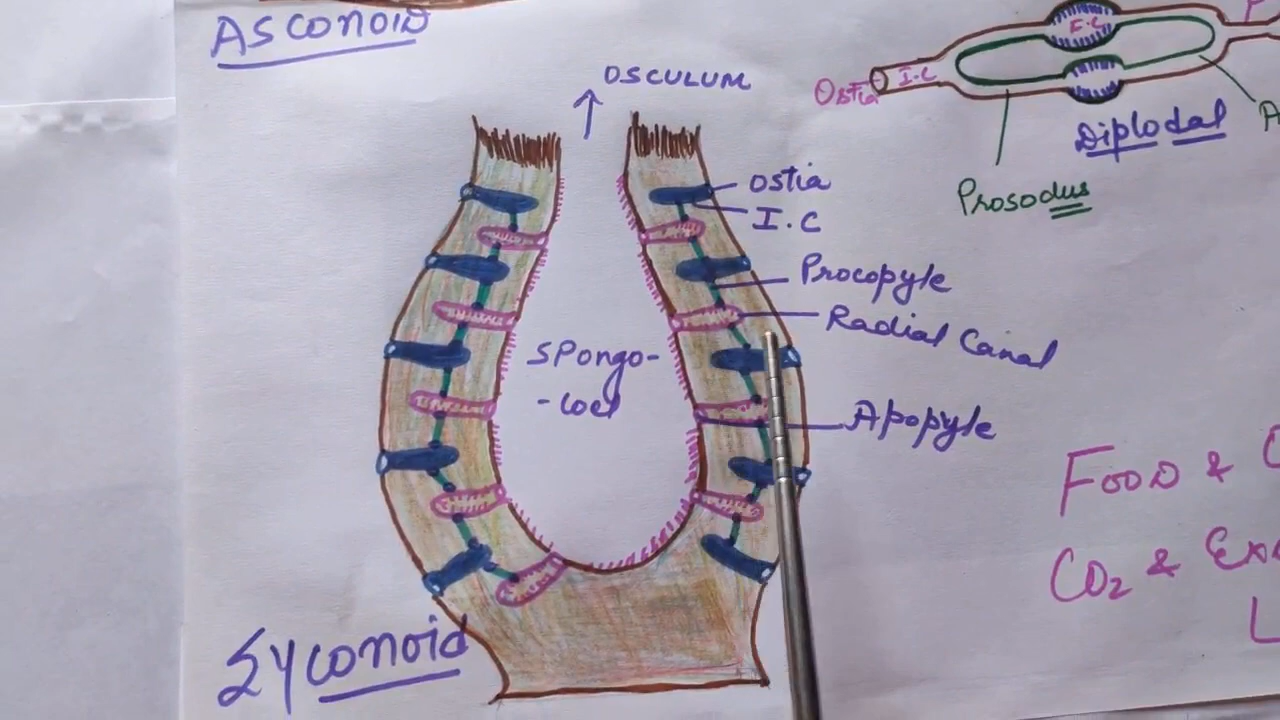 ASCONOID
OSCULUM
Ostia
I.C
Procopyle
Radial Canal
Apopyle
Spongo-
-coel
Syconoid
Ostia
I.C
F.C
P
Diplodal
A
Prosodus
FOOD &
CO2 &